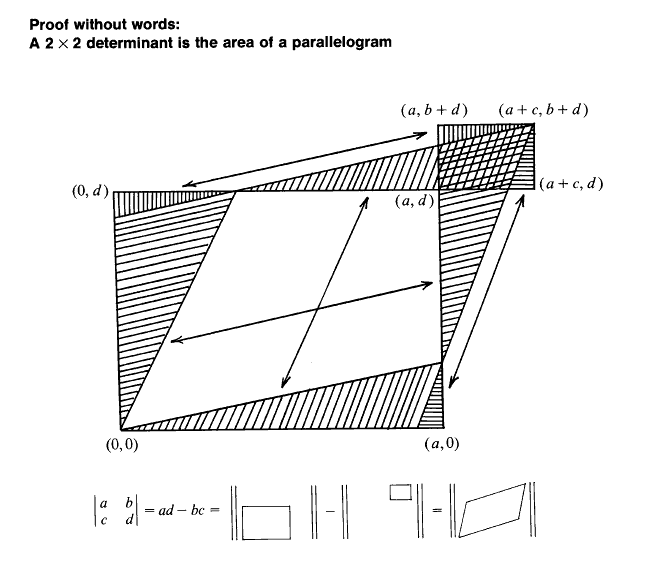 Proof without words:
A 2 × 2 determinant is the area of a parallelogram
(a, b + d) (a + c, b + d)
(0, d) (a, d) (a + c, d)
(0,0) (a,0)
| a b |
| c d | = ad − bc = || || − || || = || ||